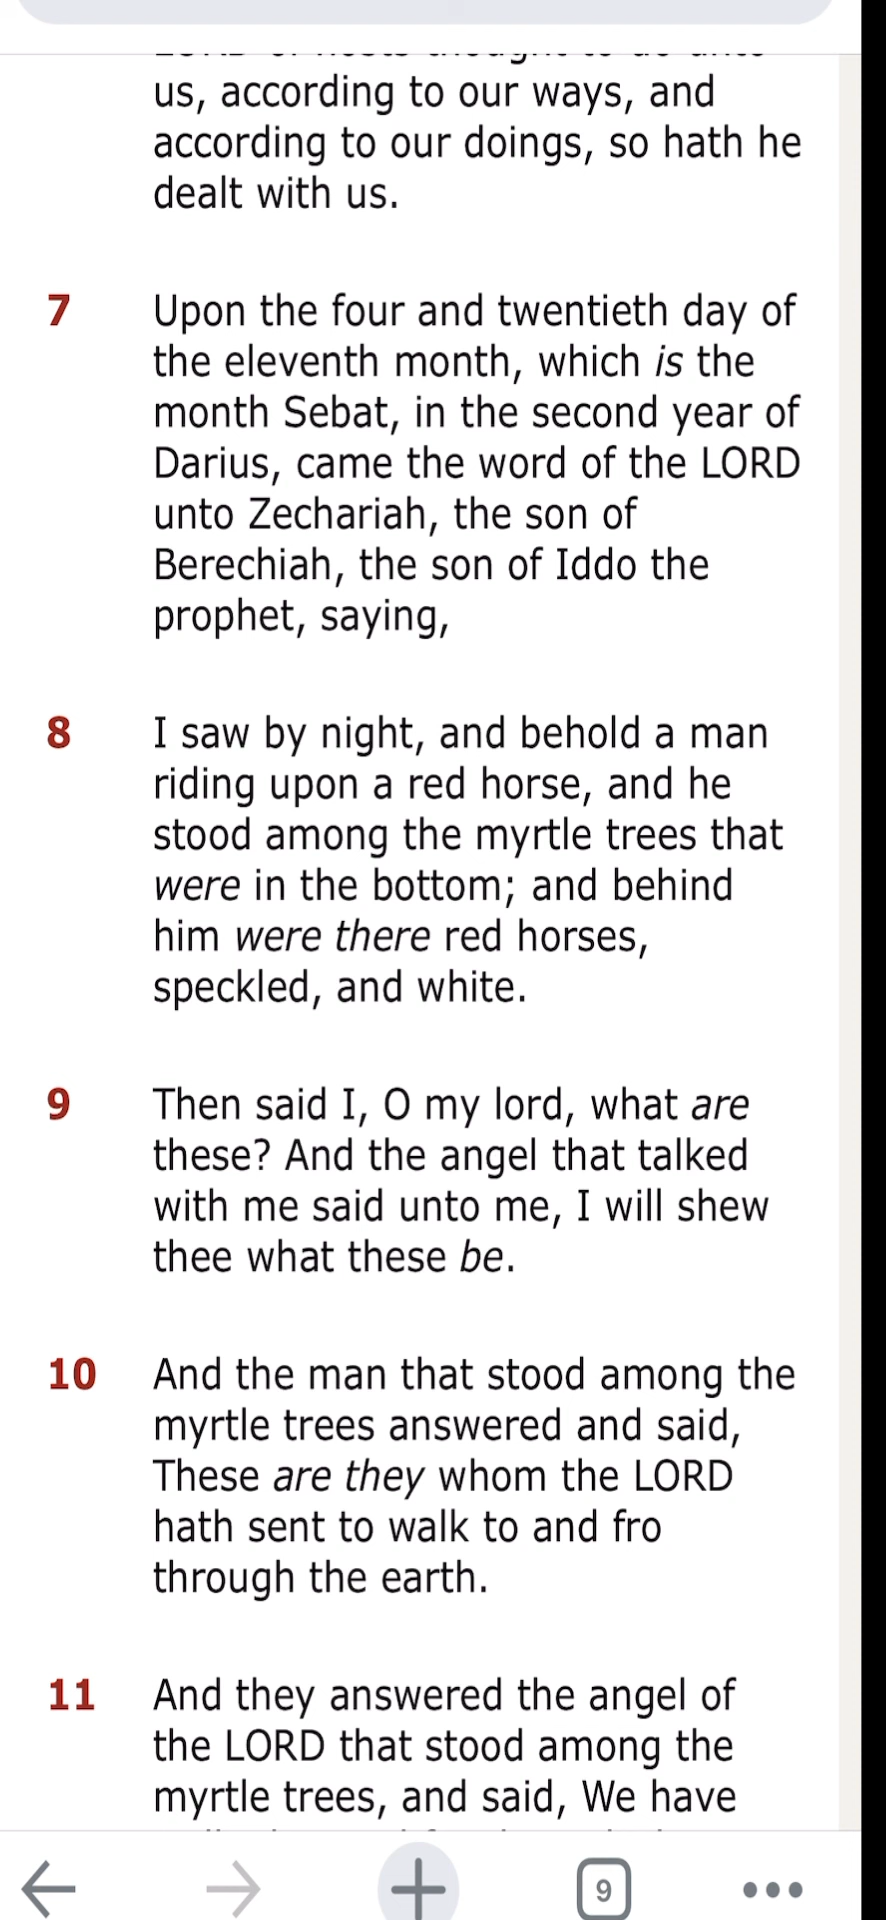 us, according to our ways, and
according to our doings, so hath he
dealt with us.
7 Upon the four and twentieth day of
the eleventh month, which is the
month Sebat, in the second year of
Darius, came the word of the LORD
unto Zechariah, the son of
Berechiah, the son of Iddo the
prophet, saying,
8 I saw by night, and behold a man
riding upon a red horse, and he
stood among the myrtle trees that
were in the bottom; and behind
him were there red horses,
speckled, and white.
9 Then said I, O my lord, what are
these? And the angel that talked
with me said unto me, I will shew
thee what these be.
10 And the man that stood among the
myrtle trees answered and said,
These are they whom the LORD
hath sent to walk to and fro
through the earth.
11 And they answered the angel of
the LORD that stood among the
myrtle trees, and said, We have
9